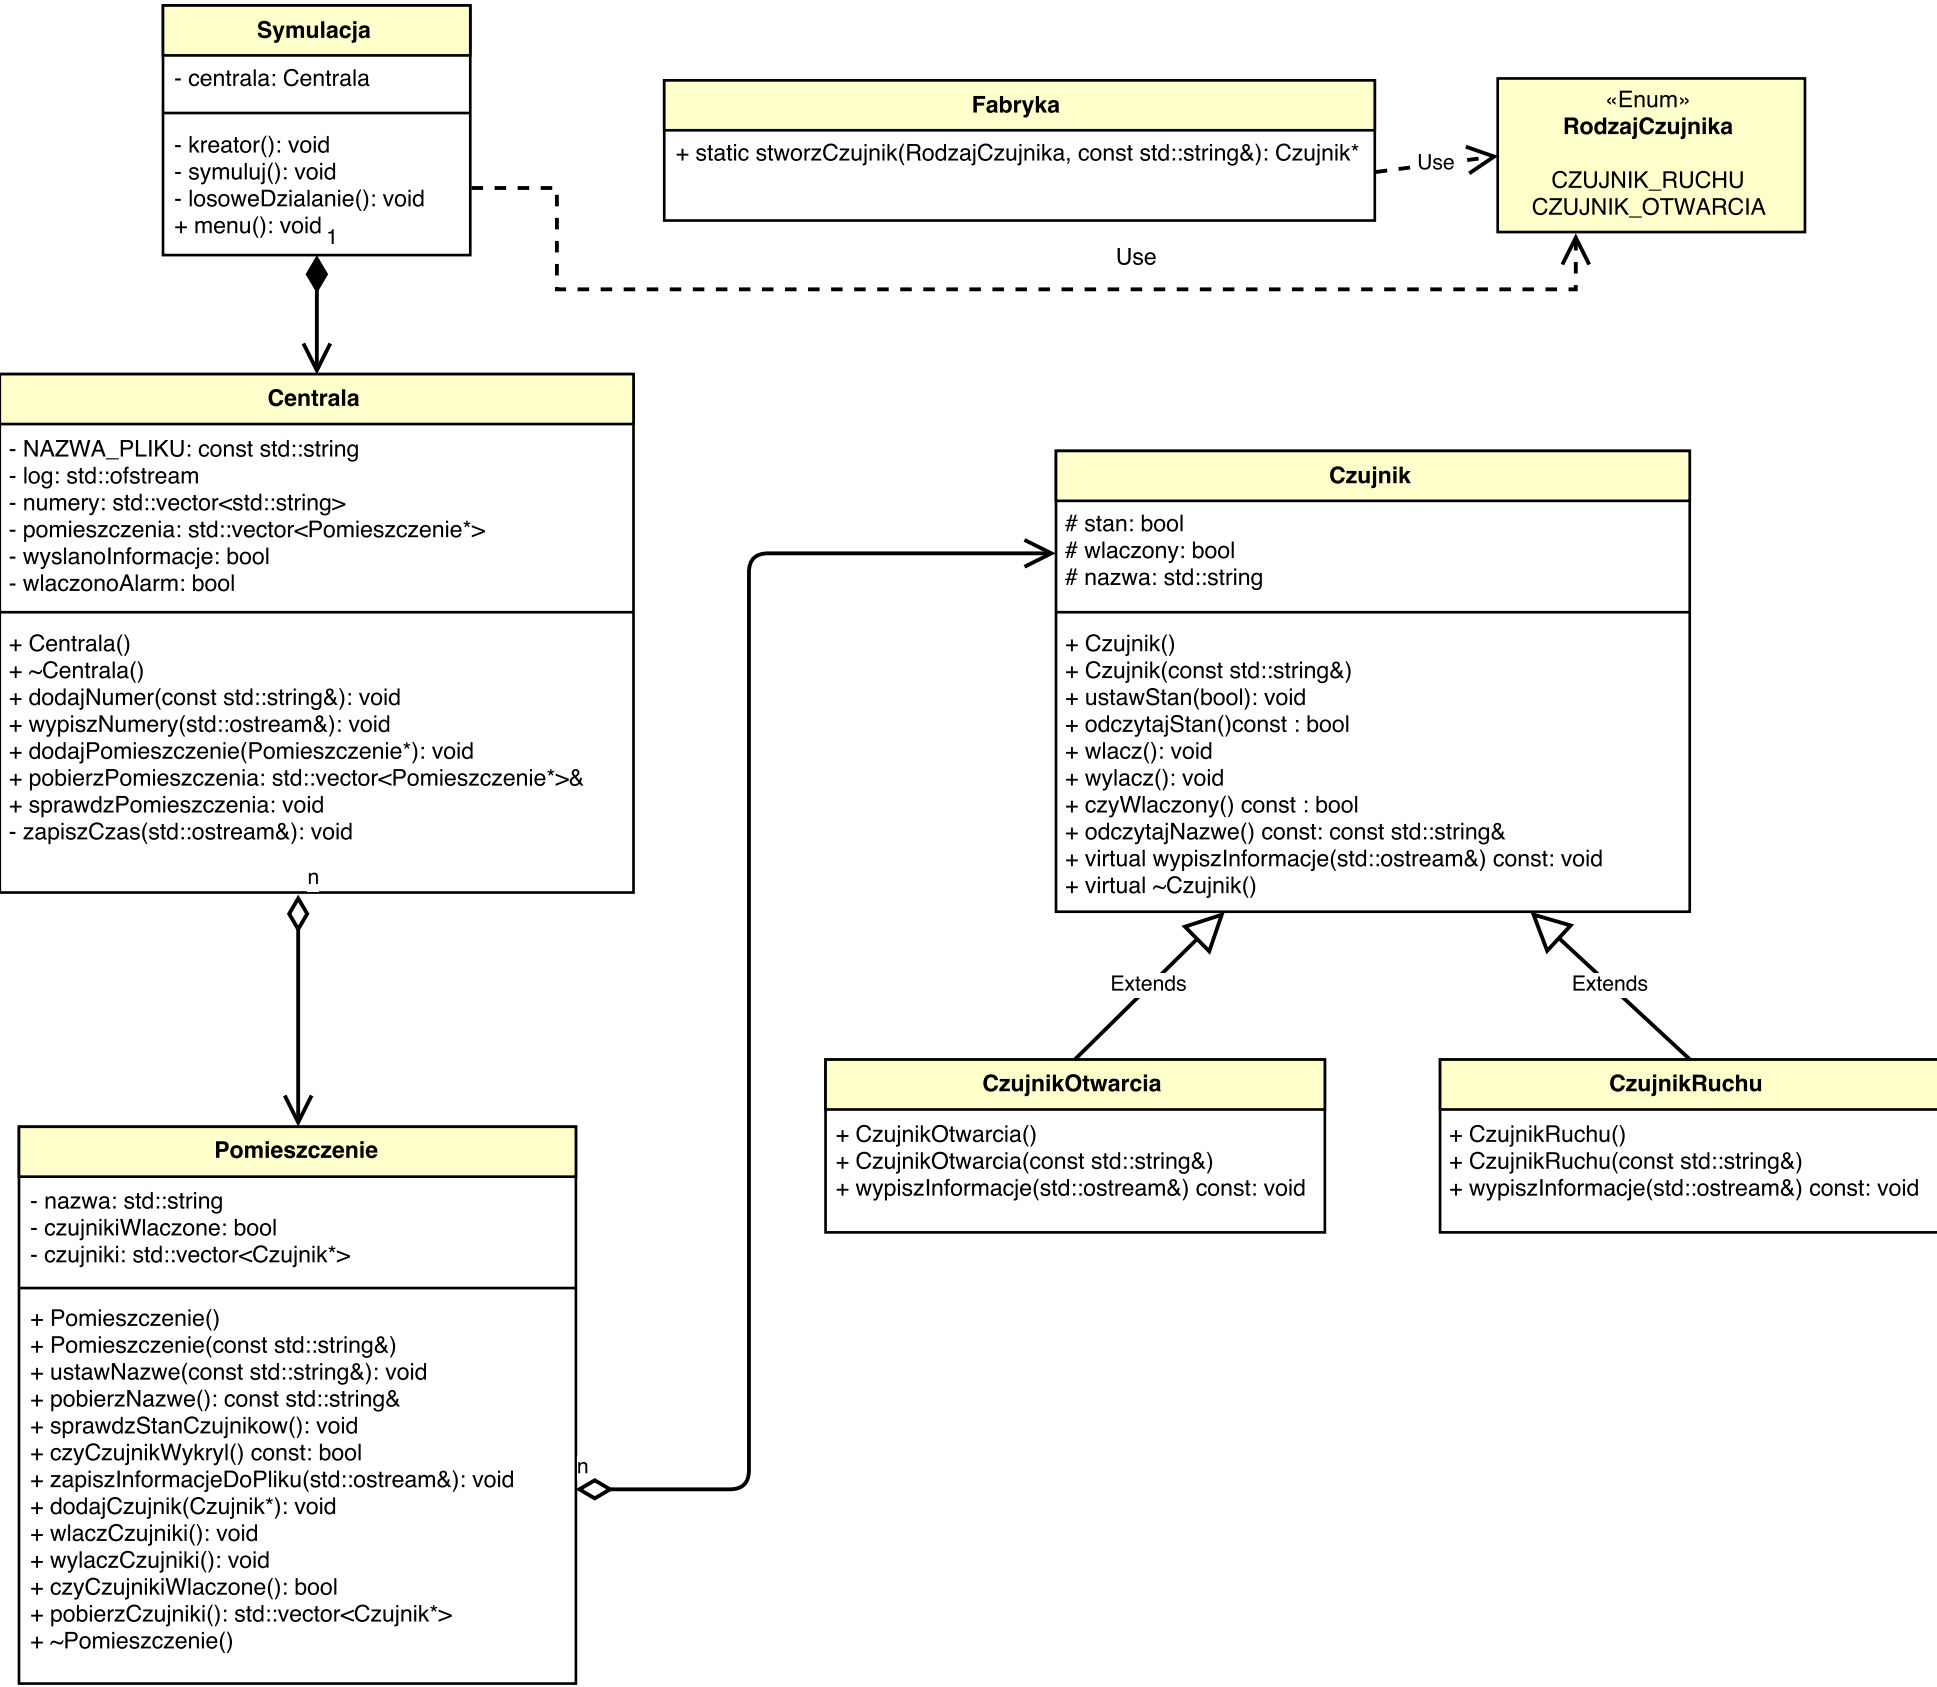 Symulacja
- centrala: Centrala
- kreator(): void
- symuluj(): void
- losoweDzialanie(): void
+ menu(): void
1
Fabryka
+ static stworzCzujnik(RodzajCzujnika, const std::string&): Czujnik*
Use
«Enum»
RodzajCzujnika
CZUJNIK_RUCHU
CZUJNIK_OTWARCIA
Use
Centrala
- NAZWA_PLIKU: const std::string
- log: std::ofstream
- numery: std::vector<std::string>
- pomieszczenia: std::vector<Pomieszczenie*>
- wyslanoInformacje: bool
- wlaczonoAlarm: bool
+ Centrala()
+ ~Centrala()
+ dodajNumer(const std::string&): void
+ wypiszNumery(std::ostream&): void
+ dodajPomieszczenie(Pomieszczenie*): void
+ pobierzPomieszczenia: std::vector<Pomieszczenie*>&
+ sprawdzPomieszczenia: void
- zapiszCzas(std::ostream&): void
n
Czujnik
# stan: bool
# wlaczony: bool
# nazwa: std::string
+ Czujnik()
+ Czujnik(const std::string&)
+ ustawStan(bool): void
+ odczytajStan()const : bool
+ wlacz(): void
+ wylacz(): void
+ czyWlaczony() const : bool
+ odczytajNazwe() const: const std::string&
+ virtual wypiszInformacje(std::ostream&) const: void
+ virtual ~Czujnik()
Extends
Extends
CzujnikOtwarcia
+ CzujnikOtwarcia()
+ CzujnikOtwarcia(const std::string&)
+ wypiszInformacje(std::ostream&) const: void
CzujnikRuchu
+ CzujnikRuchu()
+ CzujnikRuchu(const std::string&)
+ wypiszInformacje(std::ostream&) const: void
Pomieszczenie
- nazwa: std::string
- czujnikiWlaczone: bool
- czujniki: std::vector<Czujnik*>
+ Pomieszczenie()
+ Pomieszczenie(const std::string&)
+ ustawNazwe(const std::string&): void
+ pobierzNazwe(): const std::string&
+ sprawdzStanCzujnikow(): void
+ czyCzujnikWykryl() const: bool
+ zapiszInformacjeDoPliku(std::ostream&): void
+ dodajCzujnik(Czujnik*): void
+ wlaczCzujniki(): void
+ wylaczCzujniki(): void
+ czyCzujnikiWlaczone(): bool
+ pobierzCzujniki(): std::vector<Czujnik*>
+ ~Pomieszczenie()
n